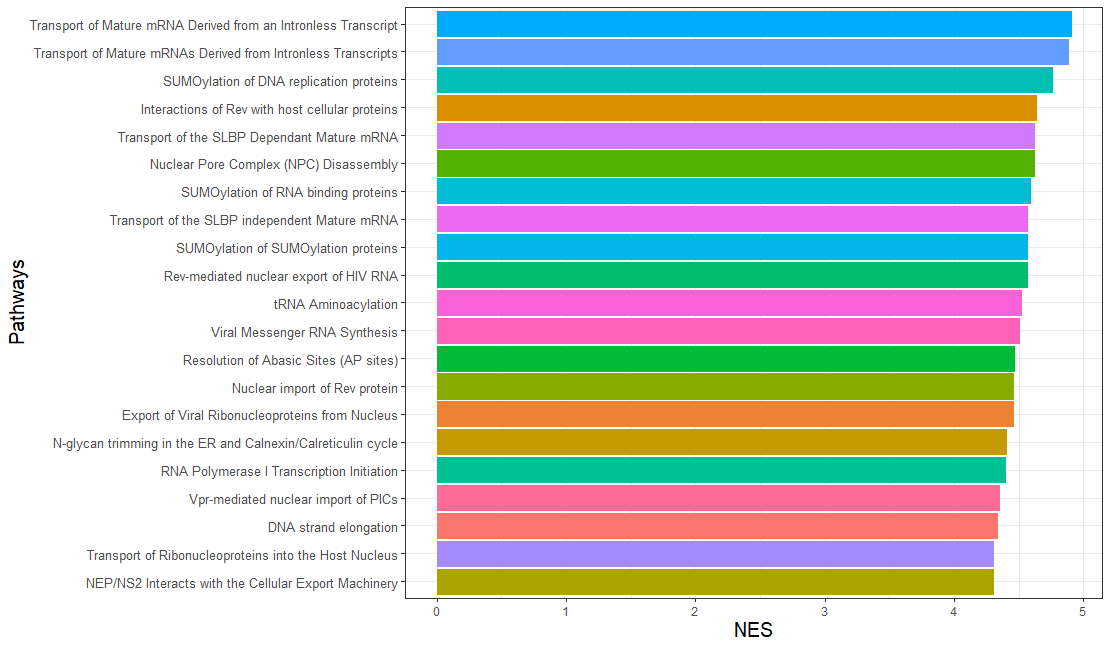 Transport of Mature mRNA Derived from an Intronless Transcript
Transport of Mature mRNAs Derived from Intronless Transcripts
SUMOylation of DNA replication proteins
Interactions of Rev with host cellular proteins
Transport of the SLBP Dependant Mature mRNA
Nuclear Pore Complex (NPC) Disassembly
SUMOylation of RNA binding proteins
Transport of the SLBP independent Mature mRNA
SUMOylation of SUMOylation proteins
Rev-mediated nuclear export of HIV RNA
tRNA Aminoacylation
Viral Messenger RNA Synthesis
Resolution of Abasic Sites (AP sites)
Nuclear import of Rev protein
Export of Viral Ribonucleoproteins from Nucleus
N-glycan trimming in the ER and Calnexin/Calreticulin cycle
RNA Polymerase I Transcription Initiation
Vpr-mediated nuclear import of PICs
DNA strand elongation
Transport of Ribonucleoproteins into the Host Nucleus
NEP/NS2 Interacts with the Cellular Export Machinery
Pathways
0 1 2 3 4 5
NES